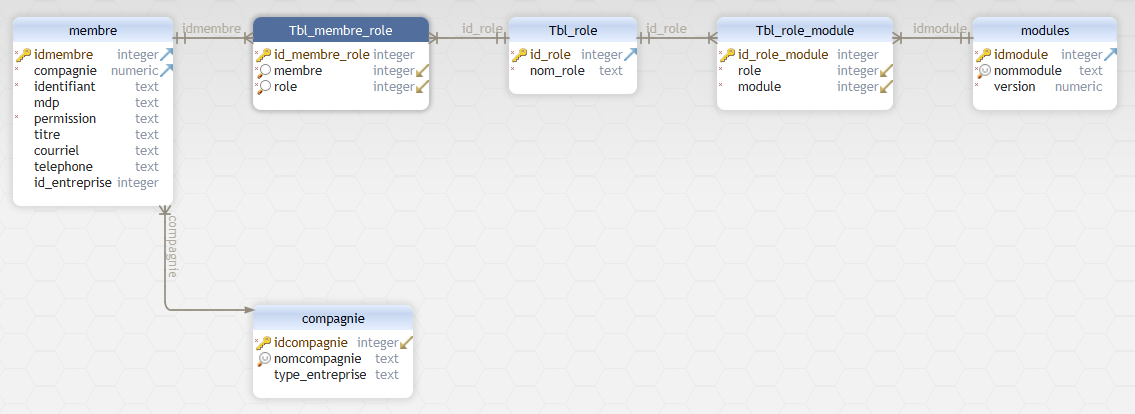 membre
idmembre integer
compagnie numeric
identifiant text
mdp text
permission text
titre text
courriel text
telephone text
id_entreprise integer
idmembre
Tbl_membre_role
id_membre_role integer
membre integer
role integer
id_role
Tbl_role
id_role integer
nom_role text
id_role
Tbl_role_module
id_role_module integer
role integer
module integer
idmodule
modules
idmodule integer
nommodule text
version numeric
compagnie
compagnie
idcompagnie integer
nomcompagnie text
type_entreprise text